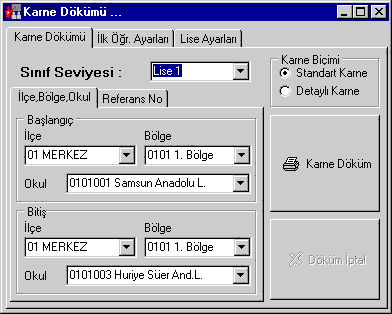 Karne Dökümü ...
Karne Dökümü İlk Öğr. Ayarları Lise Ayarları
Sınıf Seviyesi : Lise 1
Karne Biçimi
Standart Karne
Detaylı Karne
İlçe,Bölge,Okul Referans No
Başlangıç
İlçe Bölge
01 MERKEZ 0101 1. Bölge
Okul 0101001 Samsun Anadolu L.
Karne Döküm
Bitiş
İlçe Bölge
01 MERKEZ 0101 1. Bölge
Okul 0101003 Huriye Süer And.L.
Döküm İptal